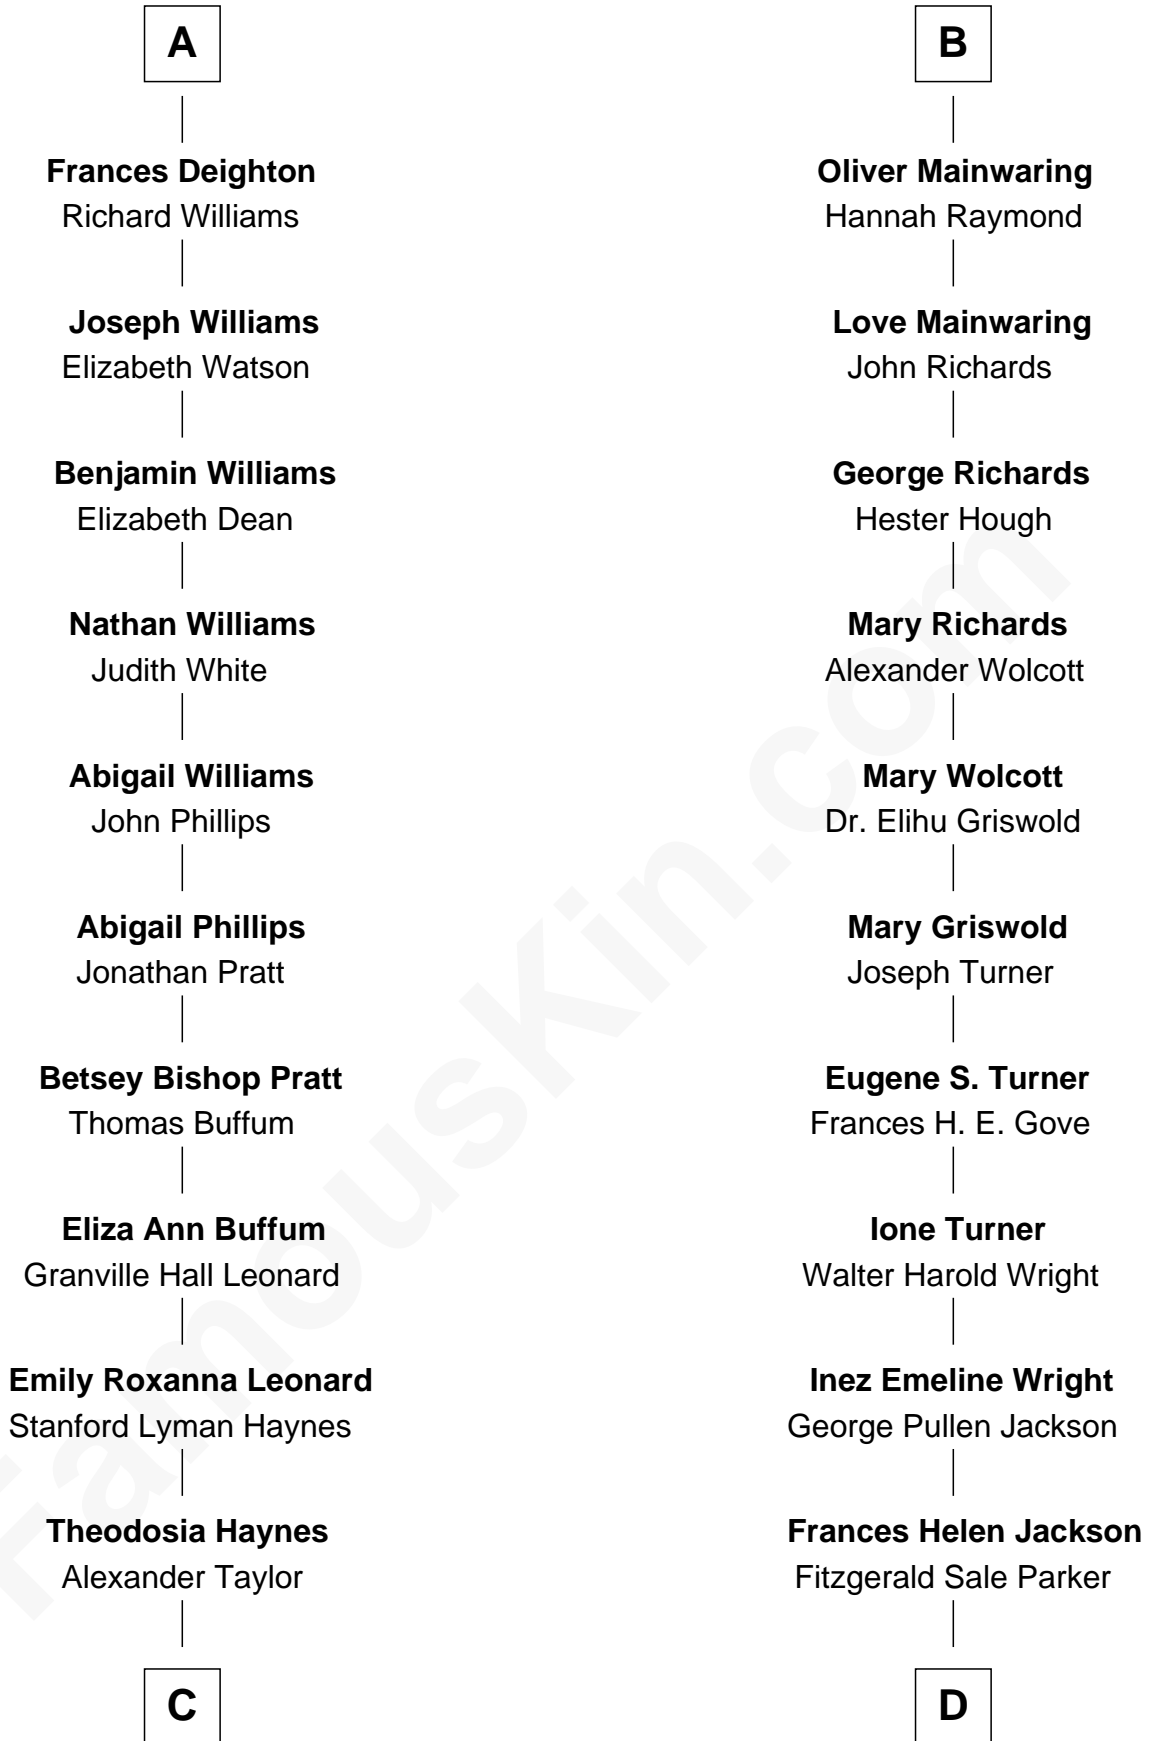 A
Frances Deighton
Richard Williams
Joseph Williams
Elizabeth Watson
Benjamin Williams
Elizabeth Dean
Nathan Williams
Judith White
Abigail Williams
John Phillips
Abigail Phillips
Jonathan Pratt
Betsey Bishop Pratt
Thomas Buffum
Eliza Ann Buffum
Granville Hall Leonard
Emily Roxanna Leonard
Stanford Lyman Haynes
Theodosia Haynes
Alexander Taylor
C
B
Oliver Mainwaring
Hannah Raymond
Love Mainwaring
John Richards
George Richards
Hester Hough
Mary Richards
Alexander Wolcott
Mary Wolcott
Dr. Elihu Griswold
Mary Griswold
Joseph Turner
Eugene S. Turner
Frances H. E. Gove
Ione Turner
Walter Harold Wright
Inez Emeline Wright
George Pullen Jackson
Frances Helen Jackson
Fitzgerald Sale Parker
D
FamousKin.com